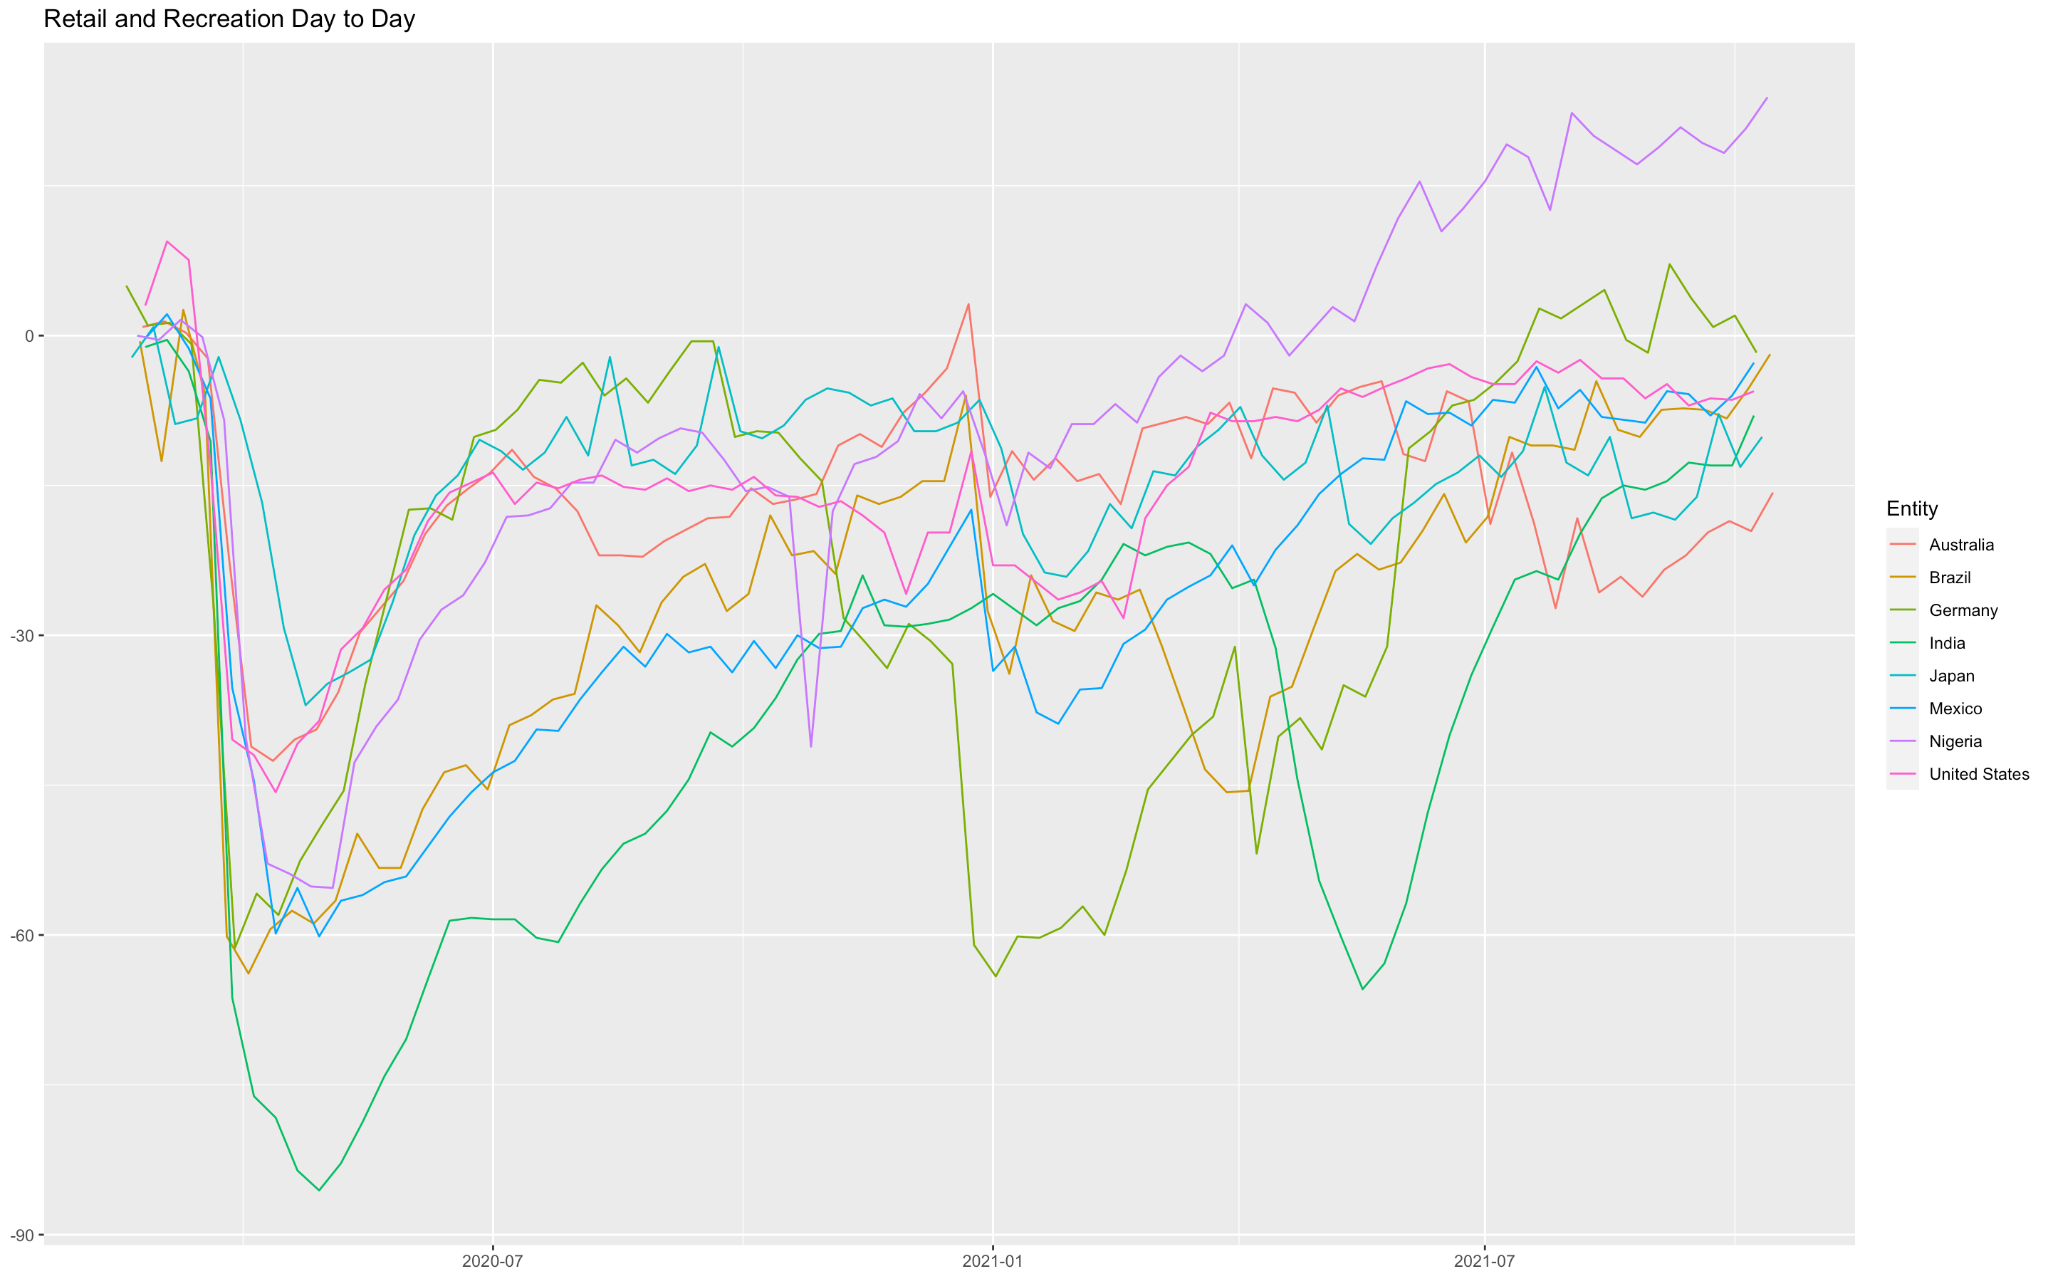 Retail and Recreation Day to Day
0
-30
-60
-90
2020-07
2021-01
2021-07
Entity
Australia
Brazil
Germany
India
Japan
Mexico
Nigeria
United States